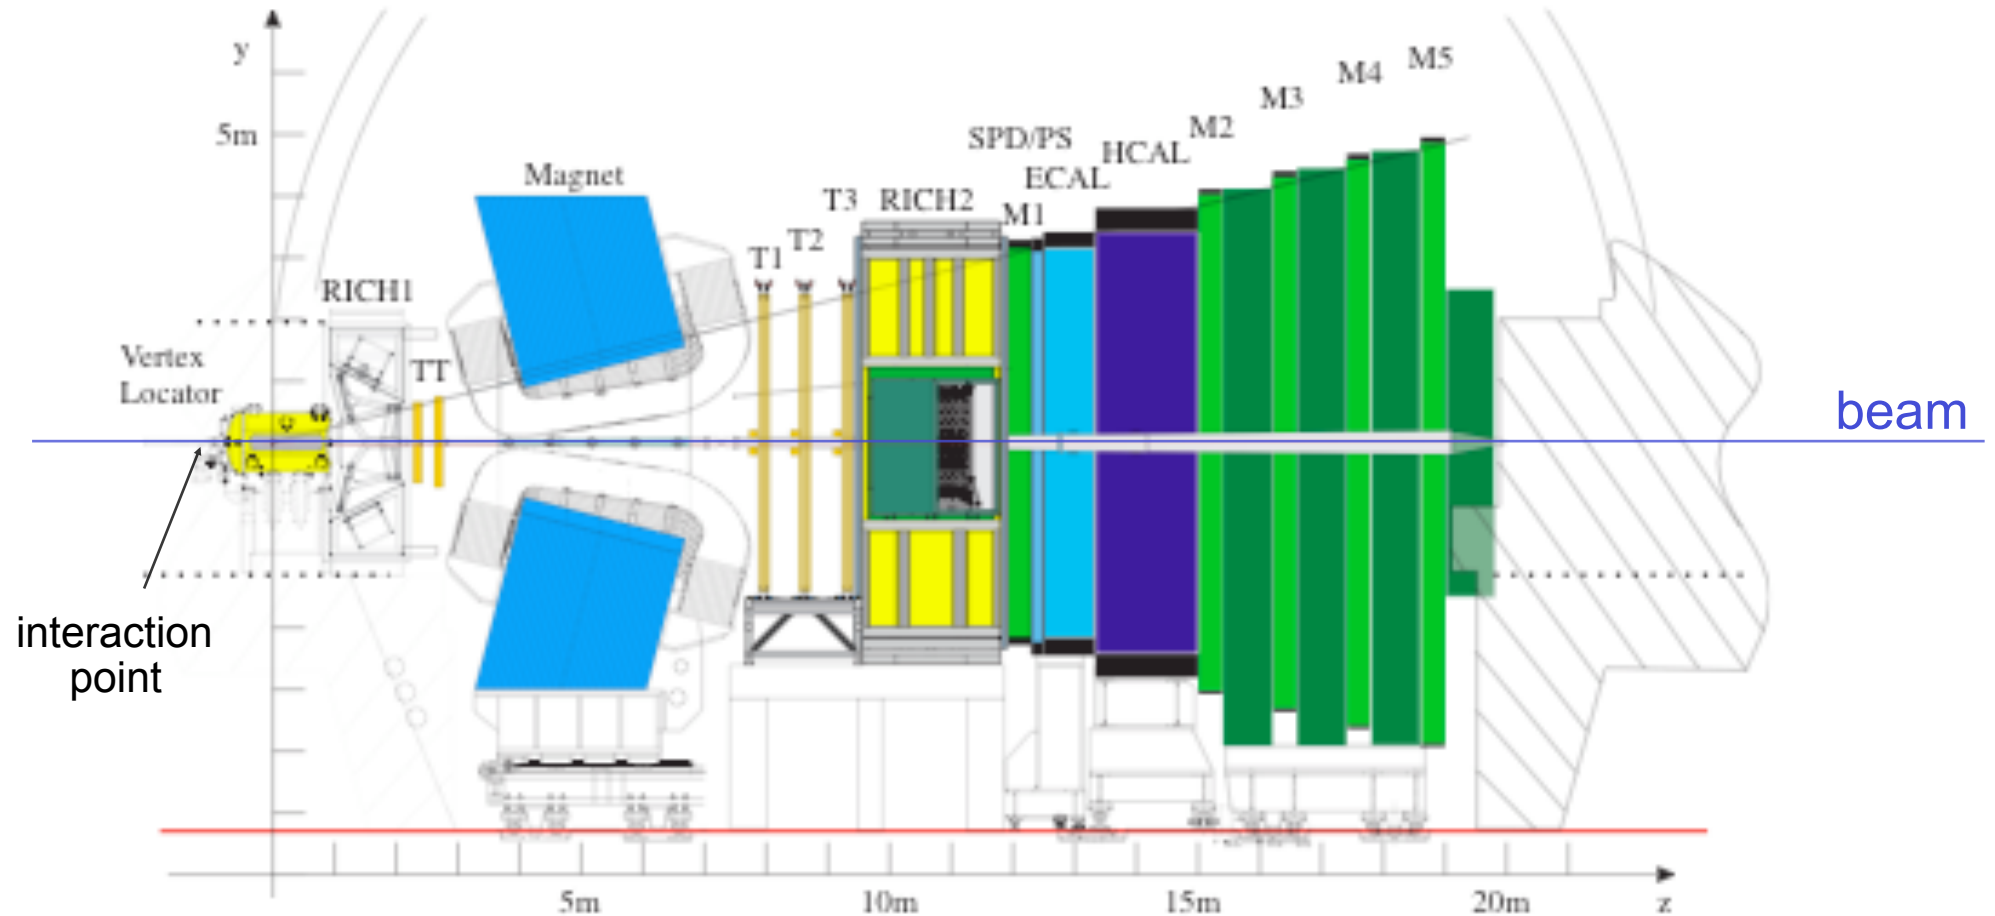 y
5m
Magnet
RICH1
Vertex
Locator
TT
T1
T2
T3
RICH2
SPD/PS
M1
ECAL
HCAL
M2
M3
M4
M5
beam
interaction
point
5m
10m
15m
20m
z